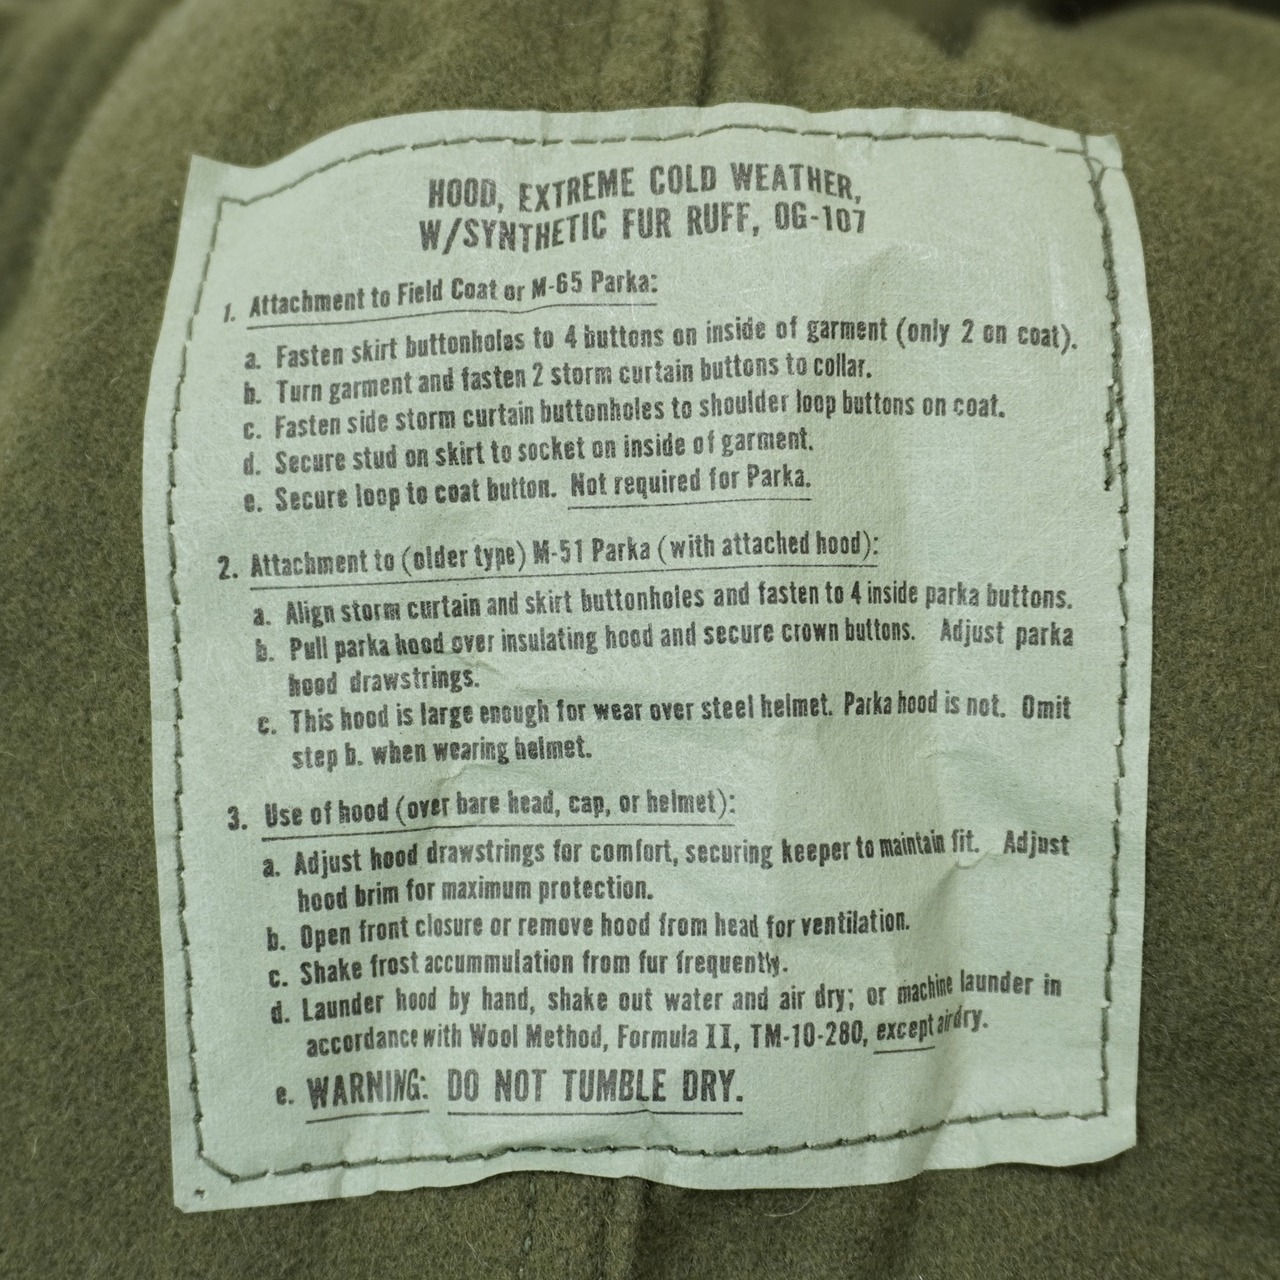 HOOD, EXTREME COLD WEATHER,
W/SYNTHETIC FUR RUFF, OG-107
1. Attachment to Field Coat or M-65 Parka:
a. Fasten skirt buttonholes to 4 buttons on inside of garment (only 2 on coat).
b. Turn garment and fasten 2 storm curtain buttons to collar.
c. Fasten side storm curtain buttonholes to shoulder loop buttons on coat.
d. Secure stud on skirt to socket on inside of garment.
e. Secure loop to coat button. Not required for Parka.
2. Attachment to (older type) M-51 Parka (with attached hood):
a. Align storm curtain and skirt buttonholes and fasten to 4 inside parka buttons.
b. Pull parka hood over insulating hood and secure crown buttons. Adjust parka
hood drawstrings.
c. This hood is large enough for wear over steel helmet. Parka hood is not. Omit
step b. when wearing helmet.
3. Use of hood (over bare head, cap, or helmet):
a. Adjust hood drawstrings for comfort, securing keeper to maintain fit. Adjust
hood brim for maximum protection.
b. Open front closure or remove hood from head for ventilation.
c. Shake frost accummulation from fur frequently.
d. Launder hood by hand, shake out water and air dry; or machine launder in
accordance with Wool Method, Formula II, TM-10-280, except air dry.
e. WARNING: DO NOT TUMBLE DRY.